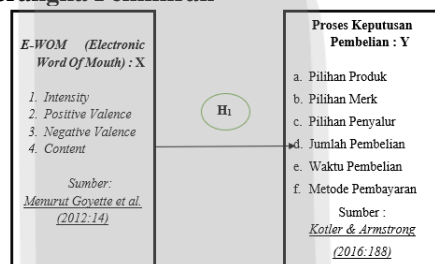 E-WOM (Electronic
Word Of Mouth) : X
1. Intensity
2. Positive Valence
3. Negative Valence
4. Content
Sumber:
Menurut Goyette et al.
(2012:14)
H1
Proses Keputusan
Pembelian : Y
a. Pilihan Produk
b. Pilihan Merk
c. Pilihan Penyalur
d. Jumlah Pembelian
e. Waktu Pembelian
f. Metode Pembayaran
Sumber :
Kotler & Armstrong
(2016:188)